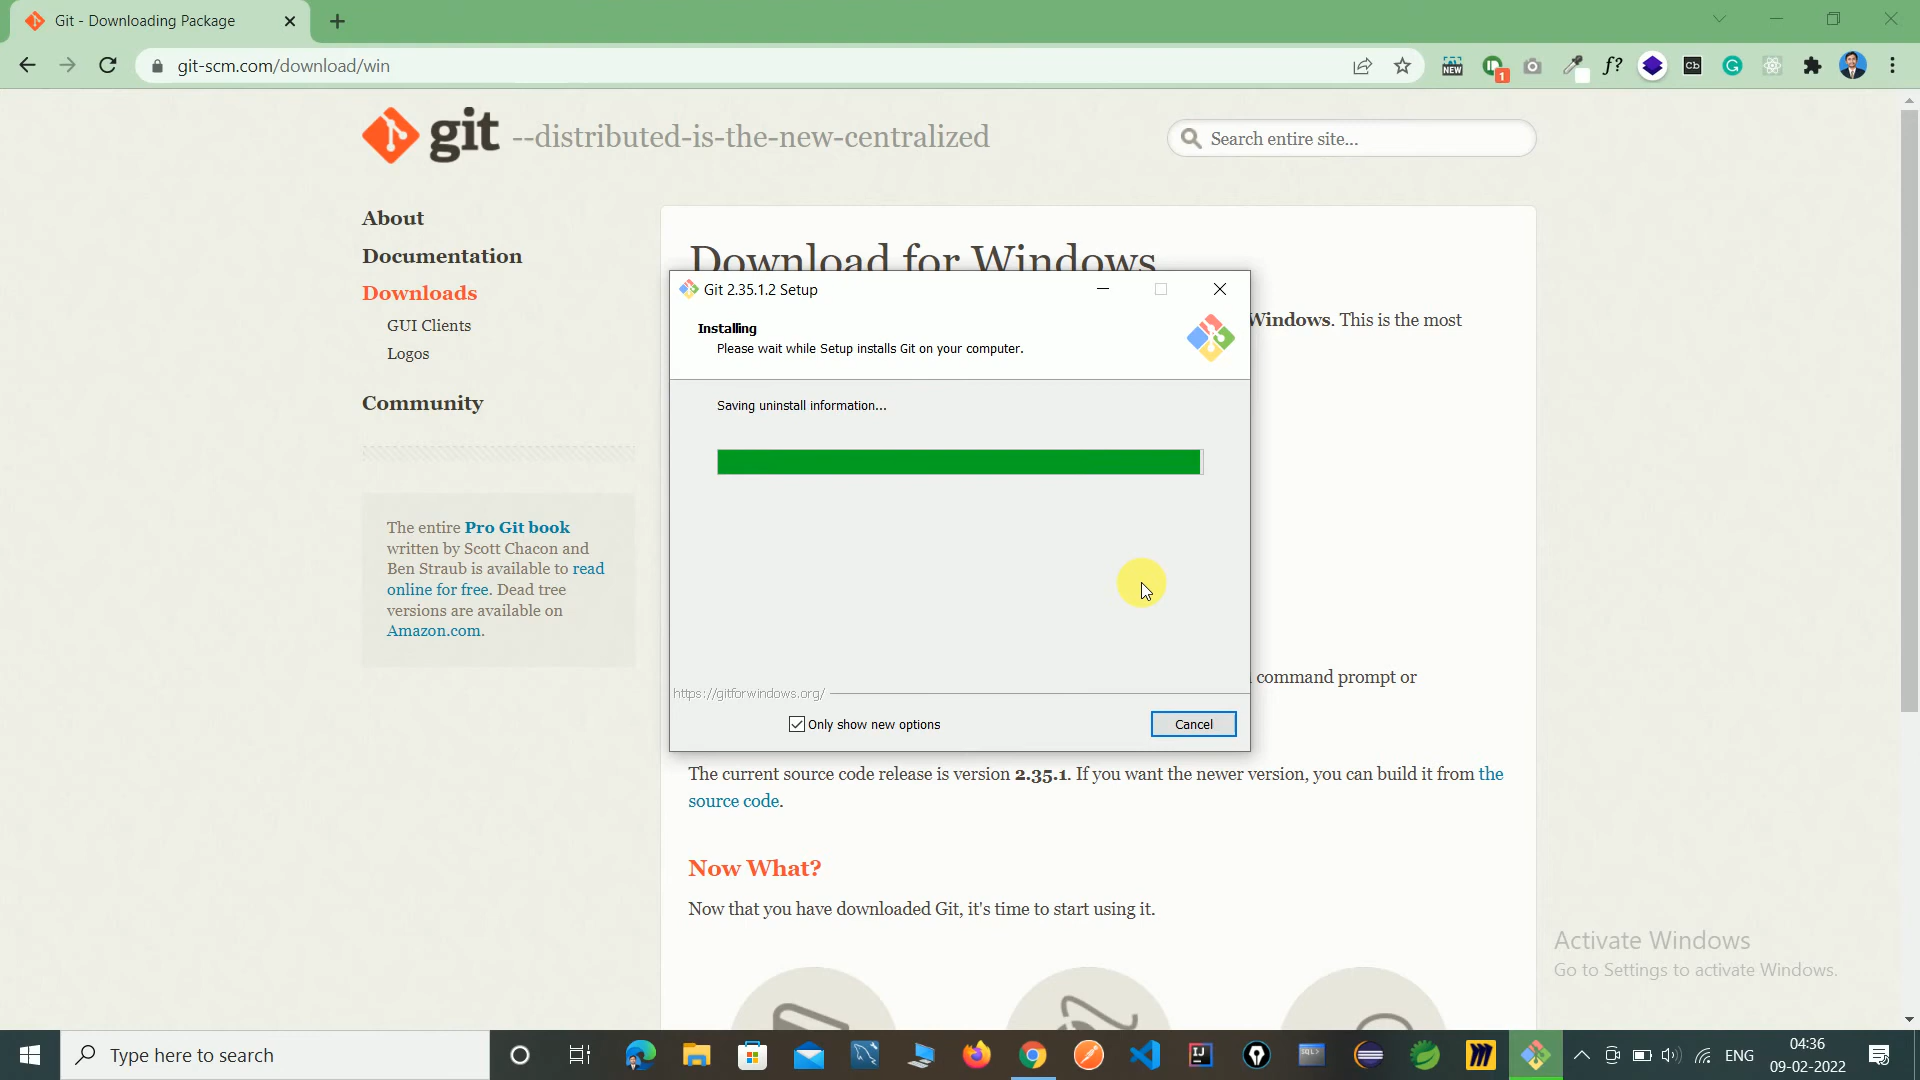 Git - Downloading Package
git-scm.com/download/win
NEW
1
f?
Cb
git --distributed-is-the-new-centralized
Search entire site...
About
Documentation
Downloads
GUI Clients
Logos
Community
The entire Pro Git book
written by Scott Chacon and
Ben Straub is available to read
online for free. Dead tree
versions are available on
Amazon.com.
Download for Windows
Windows. This is the most
Git 2.35.1.2 Setup
Installing
Please wait while Setup installs Git on your computer.
Saving uninstall information...
https://gitforwindows.org/
Only show new options
Cancel
command prompt or
The current source code release is version 2.35.1. If you want the newer version, you can build it from the
source code.
Now What?
Now that you have downloaded Git, it's time to start using it.
Activate Windows
Go to Settings to activate Windows.
Type here to search
IJ
SQL>
ENG
04:36
09-02-2022